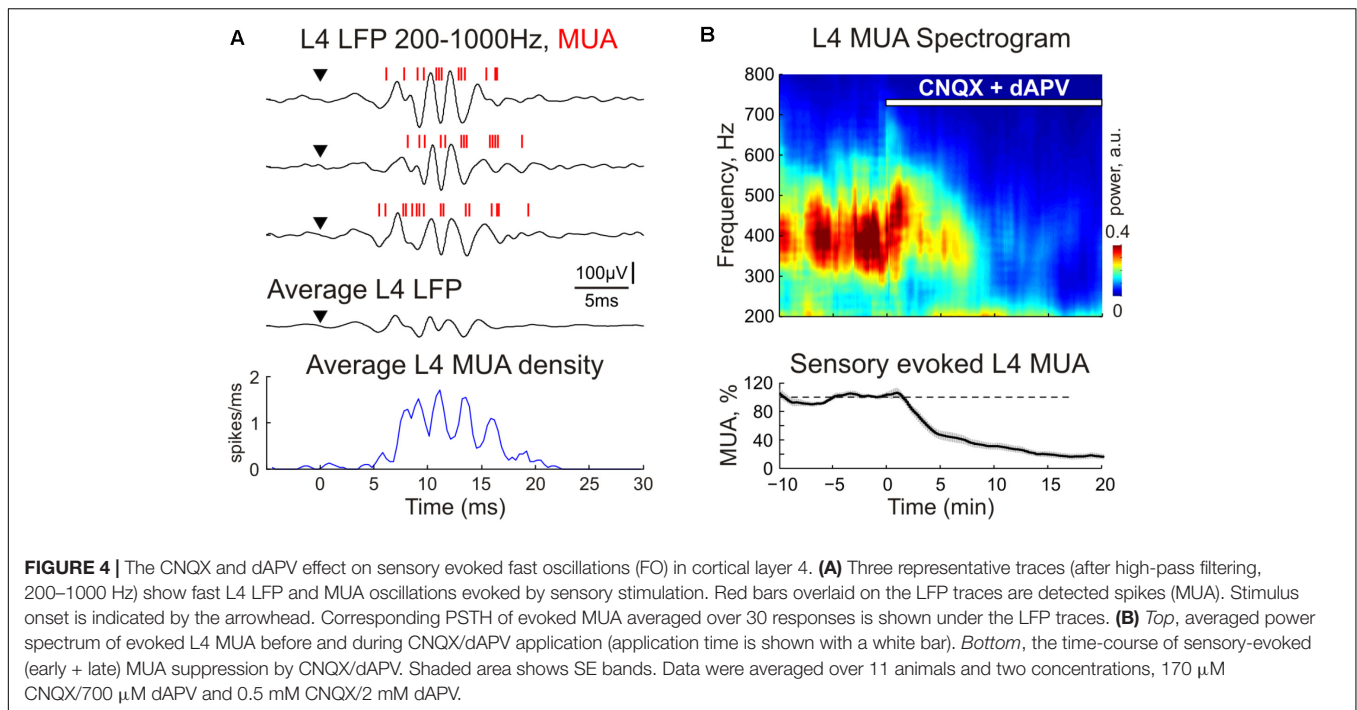 A
L4 LFP 200-1000Hz, MUA
100µV
5ms
Average L4 LFP
Average L4 MUA density
2
1
0
spikes/ms
0 5 10 15 20 25 30
Time (ms)
B
L4 MUA Spectrogram
CNQX + dAPV
800
700
600
500
400
300
200
Frequency, Hz
power, a.u.
0.4
0
Sensory evoked L4 MUA
120
80
40
0
MUA, %
-10 -5 0 5 10 15 20
Time (min)
FIGURE 4 | The CNQX and dAPV effect on sensory evoked fast oscillations (FO) in cortical layer 4. (A) Three representative traces (after high-pass filtering,
200–1000 Hz) show fast L4 LFP and MUA oscillations evoked by sensory stimulation. Red bars overlaid on the LFP traces are detected spikes (MUA). Stimulus
onset is indicated by the arrowhead. Corresponding PSTH of evoked MUA averaged over 30 responses is shown under the LFP traces. (B) Top, averaged power
spectrum of evoked L4 MUA before and during CNQX/dAPV application (application time is shown with a white bar). Bottom, the time-course of sensory-evoked
(early + late) MUA suppression by CNQX/dAPV. Shaded area shows SE bands. Data were averaged over 11 animals and two concentrations, 170 µM
CNQX/700 µM dAPV and 0.5 mM CNQX/2 mM dAPV.